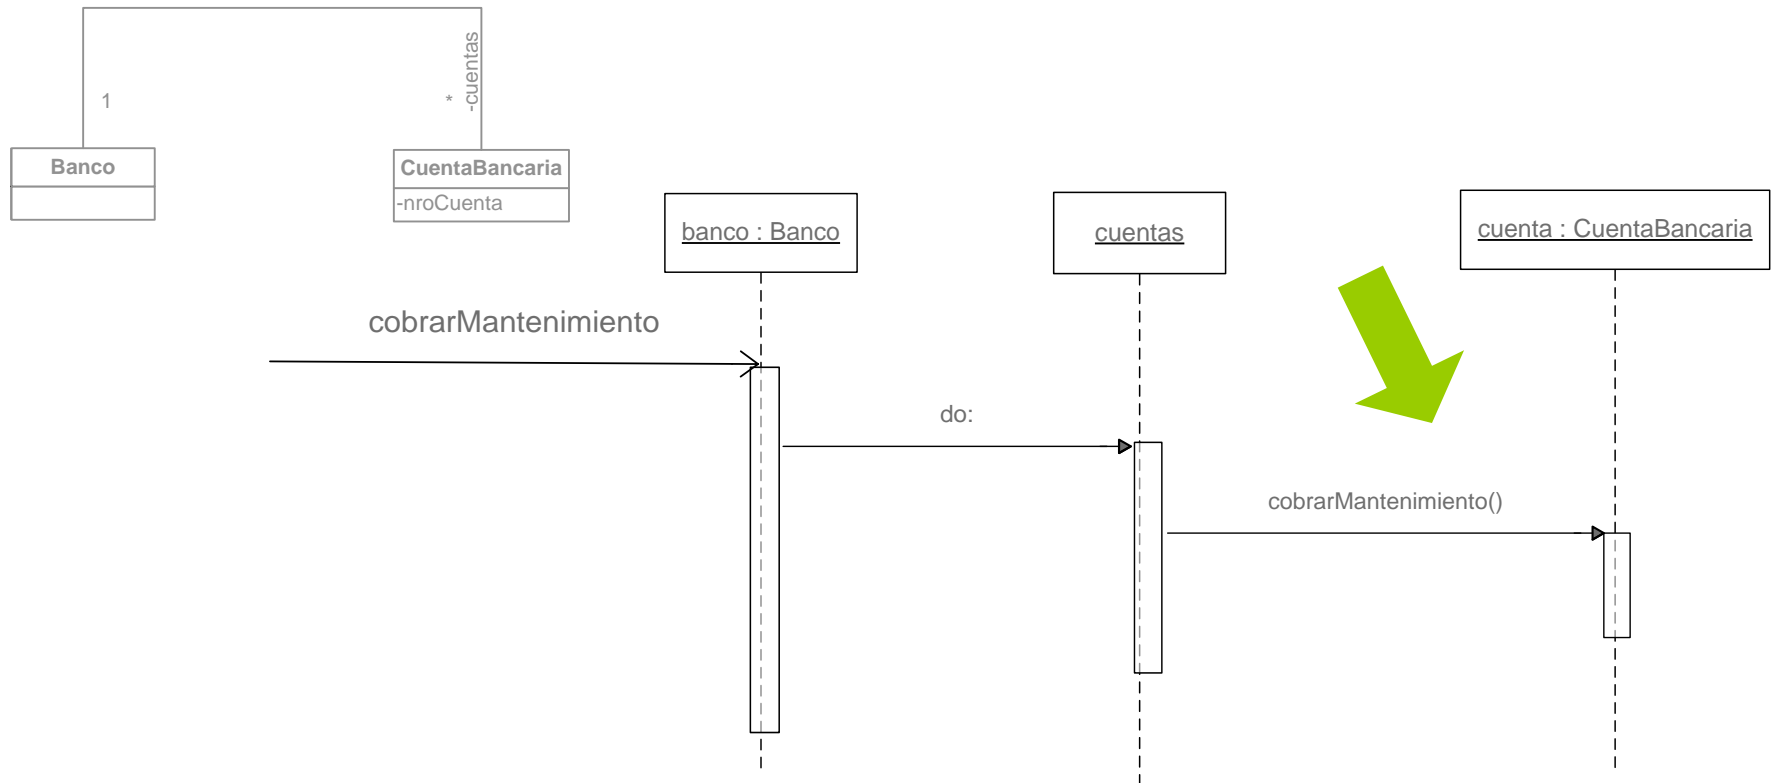 -cuentas
1
*
Banco
CuentaBancaria
-nroCuenta
banco : Banco
cuentas
cuenta : CuentaBancaria
cobrarMantenimiento
do:
cobrarMantenimiento()